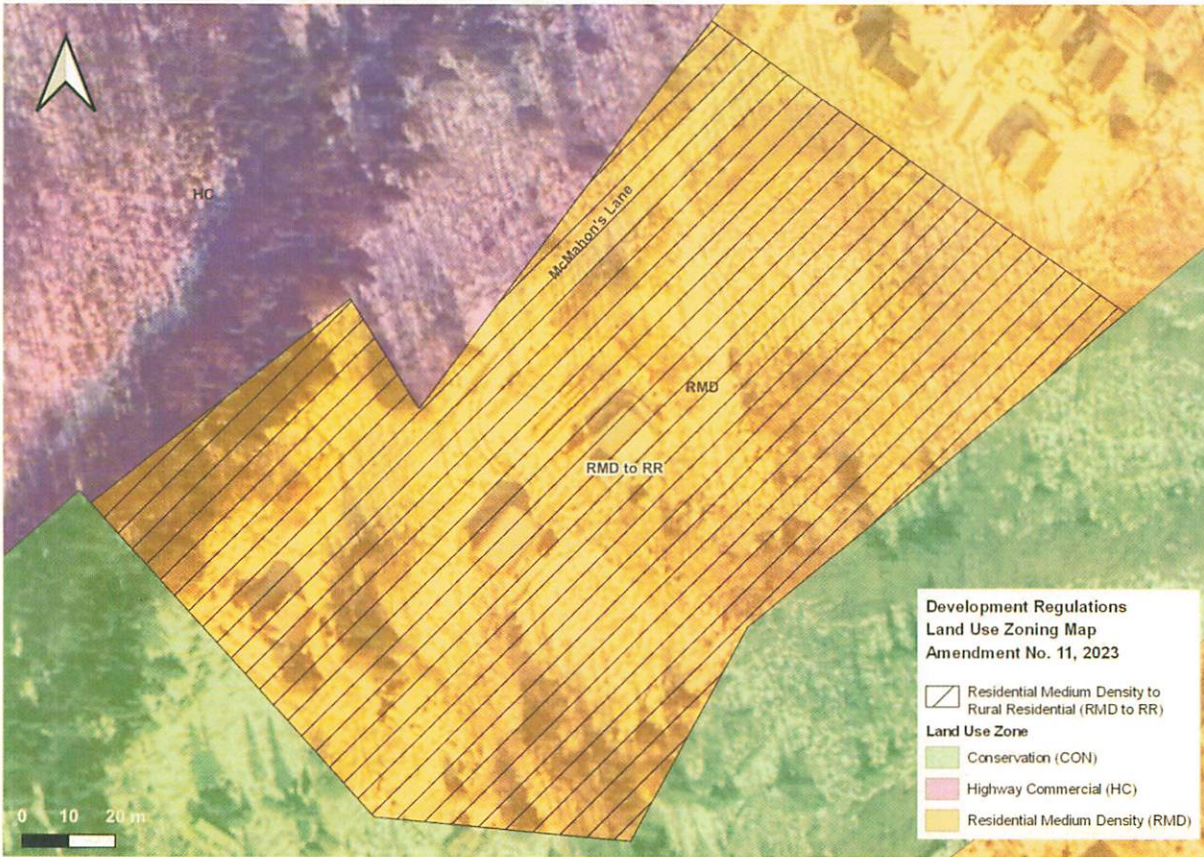 HC
McMahon's Lane
RMD
RMD to RR
0 10 20 m
Development Regulations
Land Use Zoning Map
Amendment No. 11, 2023
Residential Medium Density to
Rural Residential (RMD to RR)
Land Use Zone
Conservation (CON)
Highway Commercial (HC)
Residential Medium Density (RMD)